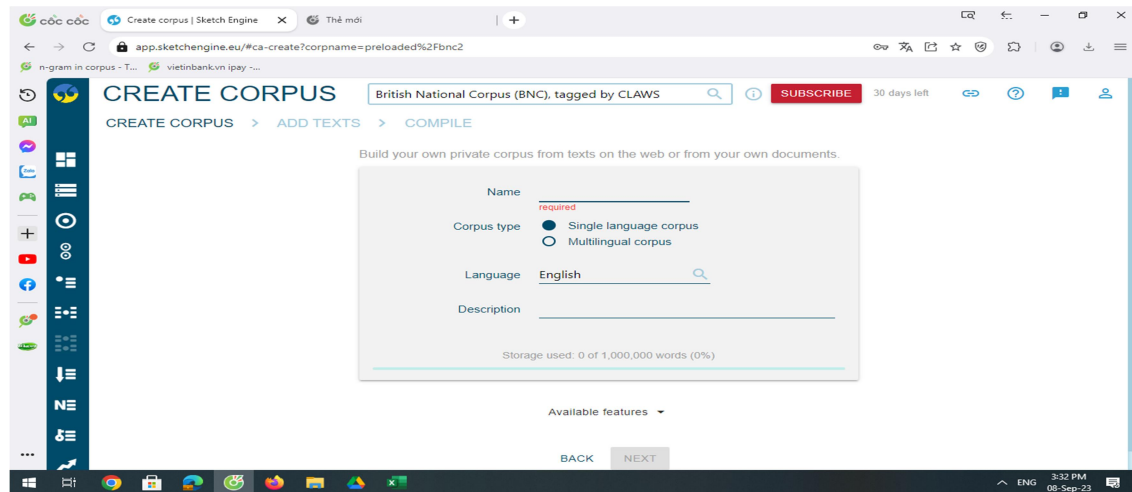 cốc cốc
Create corpus | Sketch Engine
Thẻ mới
app.sketchengine.eu/#ca-create?corpname=preloaded%2Fbnc2
n-gram in corpus - T...
vietinbank.vn ipay -...
CREATE CORPUS
British National Corpus (BNC), tagged by CLAWS
SUBSCRIBE
30 days left
CREATE CORPUS > ADD TEXTS > COMPILE
Build your own private corpus from texts on the web or from your own documents.
Name
required
Corpus type
Single language corpus
Multilingual corpus
Language
English
Description
Storage used: 0 of 1,000,000 words (0%)
Available features
BACK
NEXT
AI
Zalo
N
ENG
3:32 PM
08-Sep-23